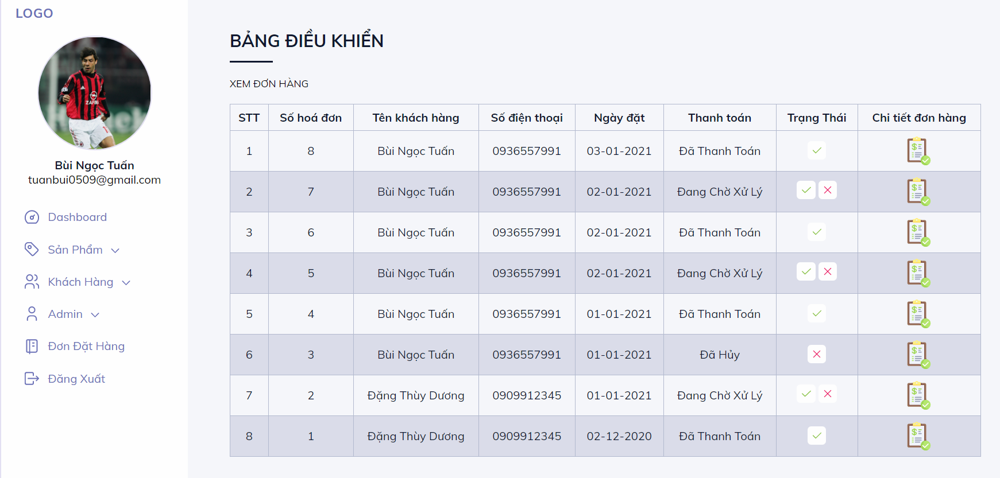 LOGO
Bùi Ngọc Tuấn
tuanbui0509@gmail.com
Dashboard
Sản Phẩm
Khách Hàng
Admin
Đơn Đặt Hàng
Đăng Xuất
BẢNG ĐIỀU KHIỂN
XEM ĐƠN HÀNG
STT Số hoá đơn Tên khách hàng Số điện thoại Ngày đặt Thanh toán Trạng Thái Chi tiết đơn hàng
1 8 Bùi Ngọc Tuấn 0936557991 03-01-2021 Đã Thanh Toán
2 7 Bùi Ngọc Tuấn 0936557991 02-01-2021 Đang Chờ Xử Lý
3 6 Bùi Ngọc Tuấn 0936557991 02-01-2021 Đã Thanh Toán
4 5 Bùi Ngọc Tuấn 0936557991 02-01-2021 Đang Chờ Xử Lý
5 4 Bùi Ngọc Tuấn 0936557991 01-01-2021 Đã Thanh Toán
6 3 Bùi Ngọc Tuấn 0936557991 01-01-2021 Đã Hủy
7 2 Đặng Thùy Dương 0909912345 01-01-2021 Đang Chờ Xử Lý
8 1 Đặng Thùy Dương 0909912345 02-12-2020 Đã Thanh Toán